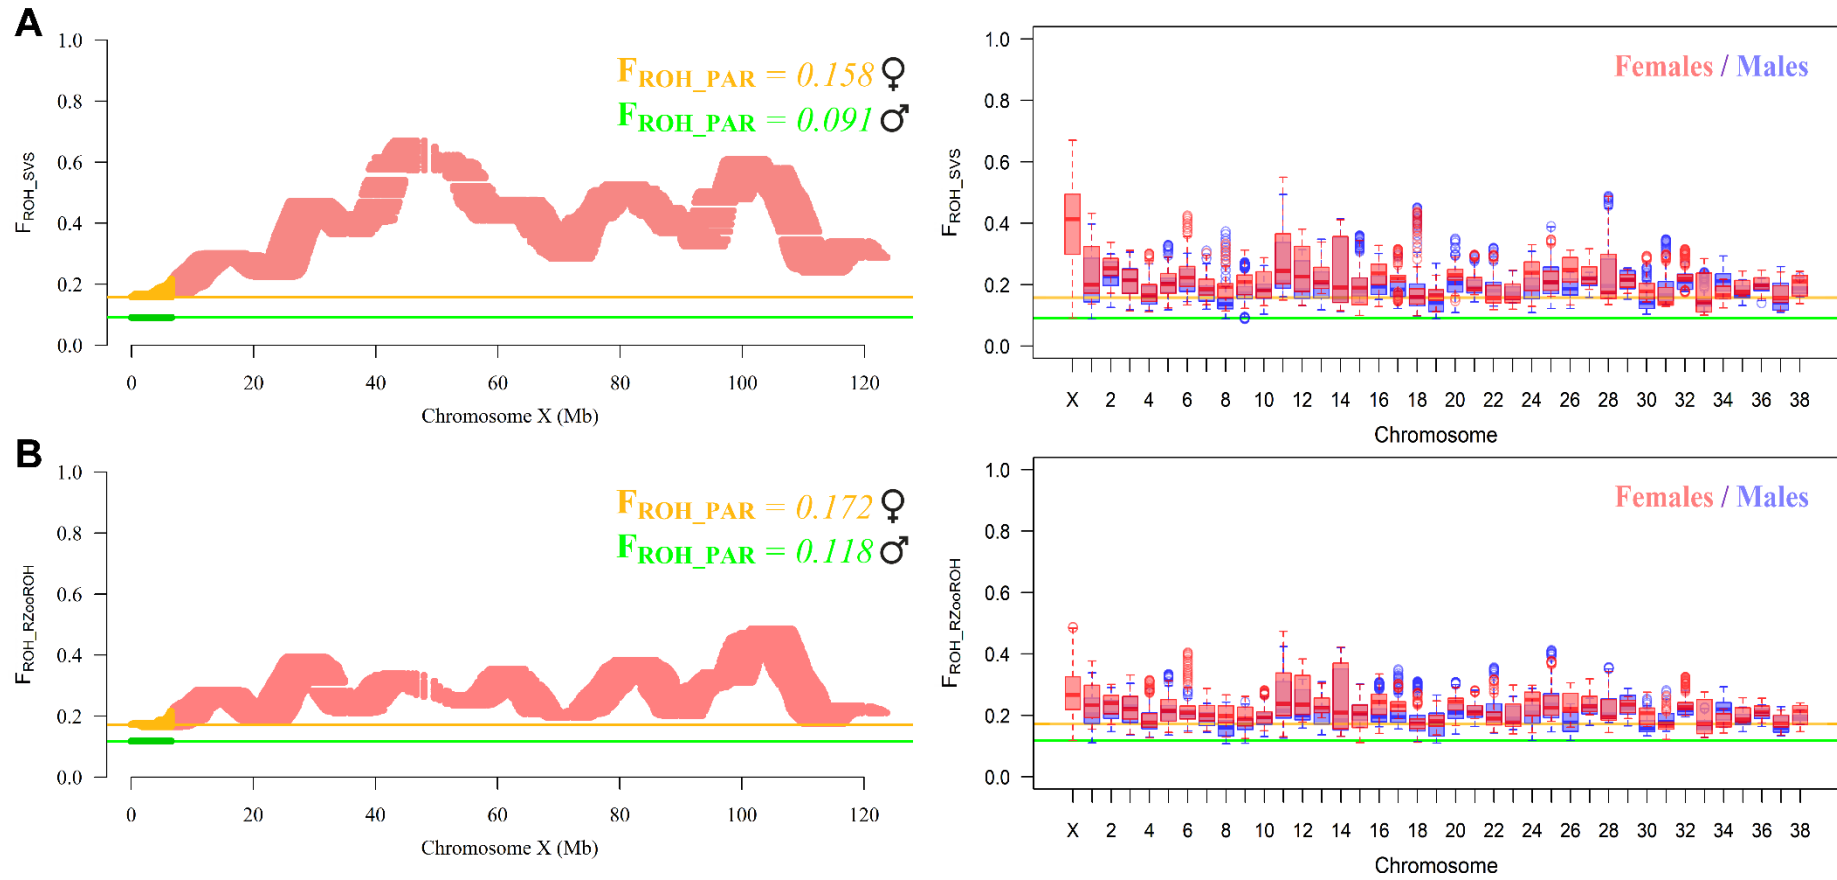 A
1.0
0.8
0.6
0.4
0.2
0.0
FROH_SVS
FROH_PAR = 0.158 ♀
FROH_PAR = 0.091 ♂
0 20 40 60 80 100 120
Chromosome X (Mb)
1.0
0.8
0.6
0.4
0.2
0.0
FROH_SVS
Females / Males
X 2 4 6 8 10 12 14 16 18 20 22 24 26 28 30 32 34 36 38
Chromosome
B
1.0
0.8
0.6
0.4
0.2
0.0
FROH_RZooROH
FROH_PAR = 0.172 ♀
FROH_PAR = 0.118 ♂
0 20 40 60 80 100 120
Chromosome X (Mb)
1.0
0.8
0.6
0.4
0.2
0.0
FROH_RZooROH
Females / Males
X 2 4 6 8 10 12 14 16 18 20 22 24 26 28 30 32 34 36 38
Chromosome